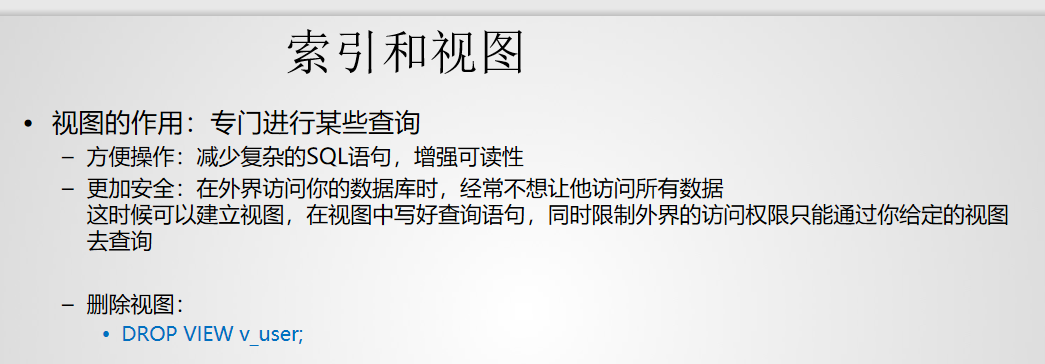 索引和视图
• 视图的作用：专门进行某些查询
– 方便操作：减少复杂的SQL语句，增强可读性
– 更加安全：在外界访问你的数据库时，经常不想让他访问所有数据
这时候可以建立视图，在视图中写好查询语句，同时限制外界的访问权限只能通过你给定的视图
去查询
– 删除视图：
• DROP VIEW v_user;